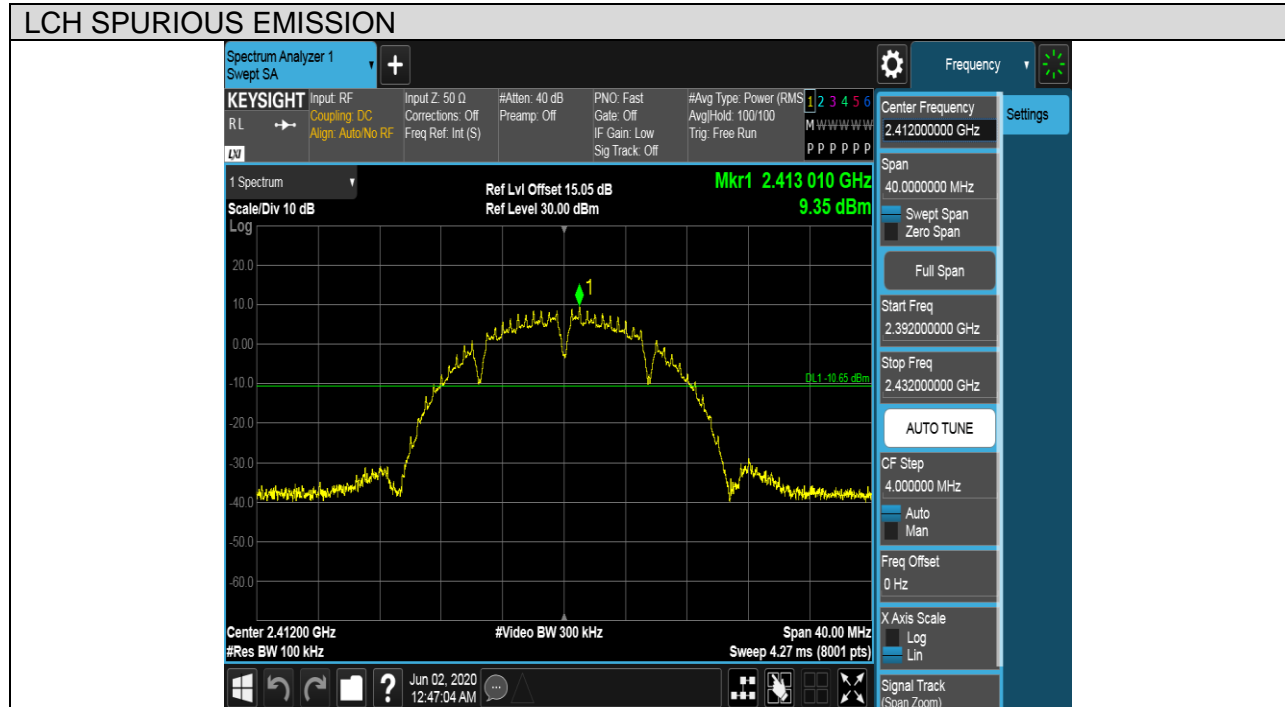 LCH SPURIOUS EMISSION
Spectrum Analyzer 1
Swept SA
+
Frequency
KEYSIGHT
RL
LXI
Input: RF
Coupling: DC
Align: Auto/No RF
Input Z: 50 Ω
Corrections: Off
Freq Ref: Int (S)
#Atten: 40 dB
Preamp: Off
PNO: Fast
Gate: Off
IF Gain: Low
Sig Track: Off
#Avg Type: Power (RMS
Avg|Hold: 100/100
Trig: Free Run
1 2 3 4 5 6
M W W W W W
P P P P P P
Center Frequency
2.412000000 GHz
Settings
1 Spectrum
Scale/Div 10 dB
Ref Lvl Offset 15.05 dB
Ref Level 30.00 dBm
Mkr1 2.413 010 GHz
9.35 dBm
Span
40.0000000 MHz
Swept Span
Zero Span
Log
20.0
10.0
0.00
-10.0
-20.0
-30.0
-40.0
-50.0
-60.0
1
DL1 -10.65 dBm
Full Span
Start Freq
2.392000000 GHz
Stop Freq
2.432000000 GHz
AUTO TUNE
CF Step
4.000000 MHz
Auto
Man
Freq Offset
0 Hz
X Axis Scale
Log
Lin
Signal Track
(Span Zoom)
Center 2.41200 GHz
#Res BW 100 kHz
#Video BW 300 kHz
Span 40.00 MHz
Sweep 4.27 ms (8001 pts)
?
Jun 02, 2020
12:47:04 AM